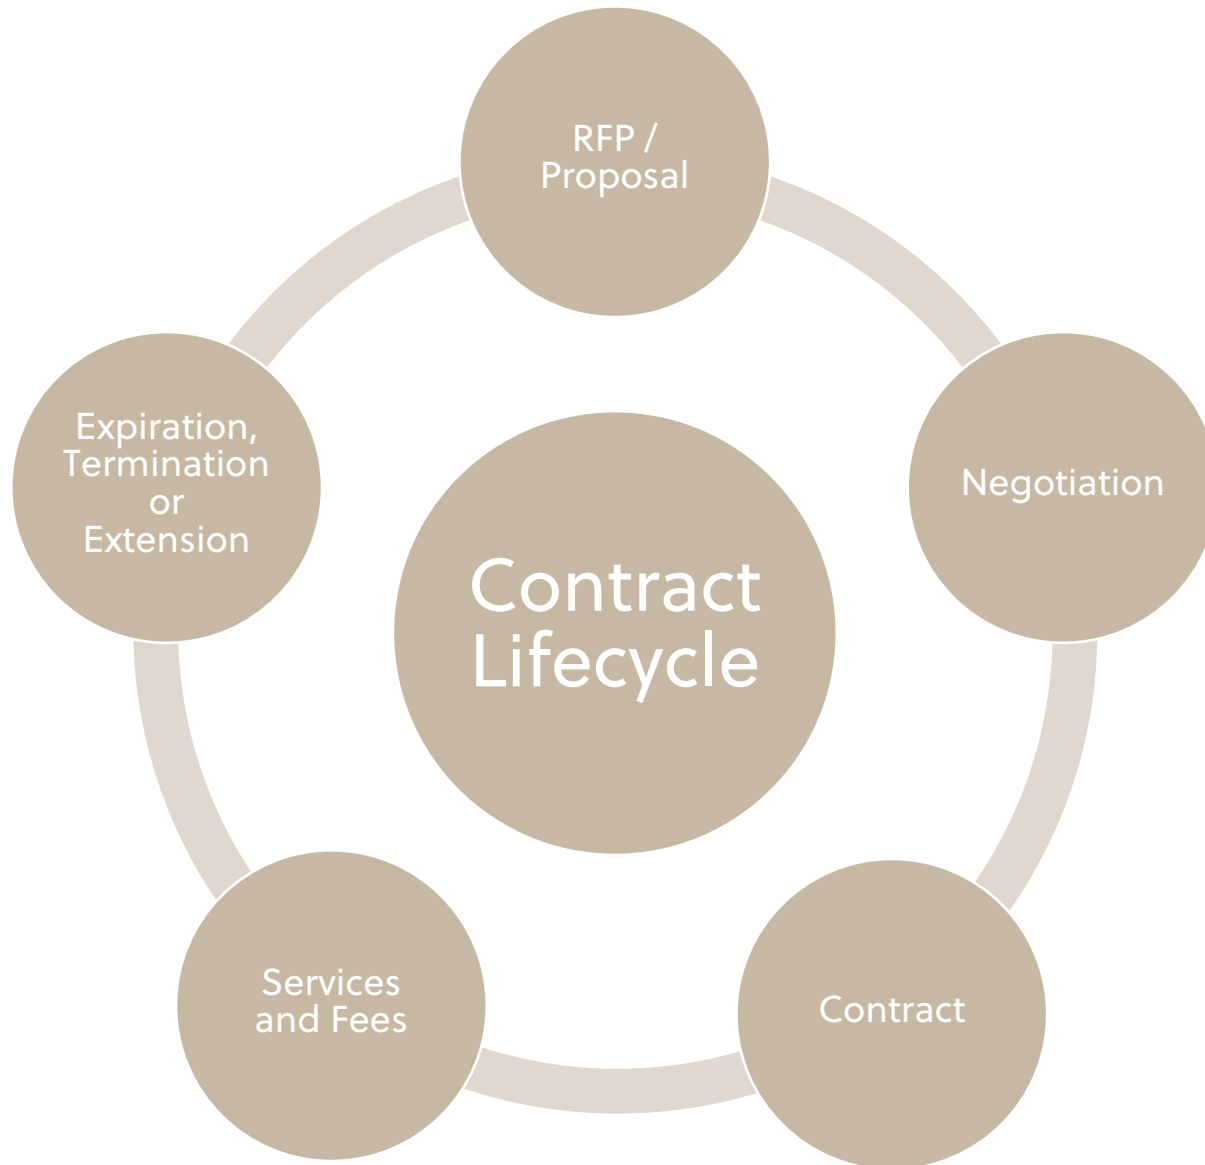 RFP /
Proposal
Negotiation
Contract
Services
and Fees
Expiration,
Termination
or
Extension
Contract
Lifecycle